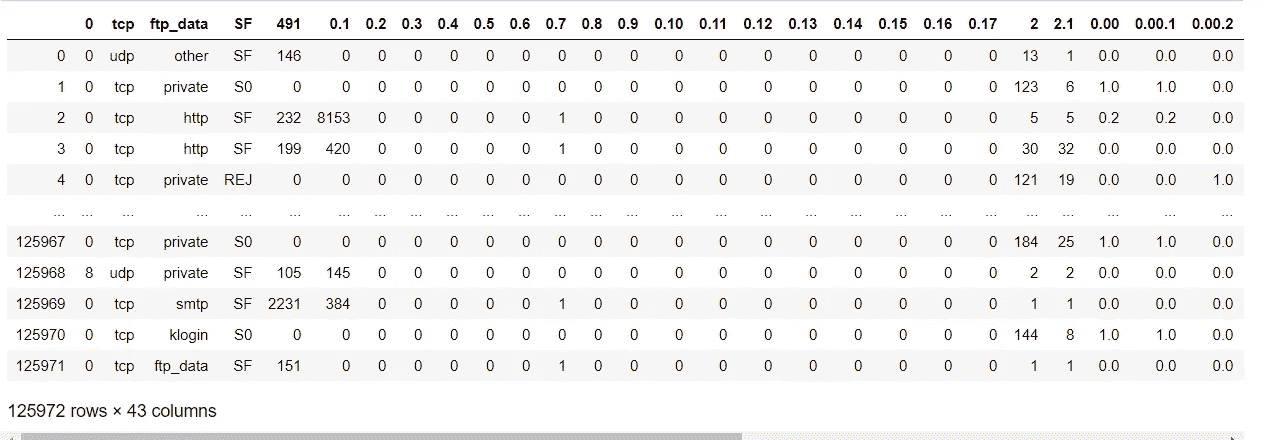 0 tcp ftp_data SF 491 0.1 0.2 0.3 0.4 0.5 0.6 0.7 0.8 0.9 0.10 0.11 0.12 0.13 0.14 0.15 0.16 0.17 2 2.1 0.00 0.00.1 0.00.2
0 0 udp other SF 146 0 0 0 0 0 0 0 0 0 0 0 0 0 0 0 0 0 13 1 0.0 0.0 0.0
1 0 tcp private S0 0 0 0 0 0 0 0 0 0 0 0 0 0 0 0 0 0 0 123 6 1.0 1.0 0.0
2 0 tcp http SF 232 8153 0 0 0 0 0 1 0 0 0 0 0 0 0 0 0 0 5 5 0.2 0.2 0.0
3 0 tcp http SF 199 420 0 0 0 0 0 1 0 0 0 0 0 0 0 0 0 0 30 32 0.0 0.0 0.0
4 0 tcp private REJ 0 0 0 0 0 0 0 0 0 0 0 0 0 0 0 0 0 0 121 19 0.0 0.0 1.0
... ... ... ... ... ... ... ... ... ... ... ... ... ... ... ... ... ... ... ... ... ... ... ... ... ... ... ...
125967 0 tcp private S0 0 0 0 0 0 0 0 0 0 0 0 0 0 0 0 0 0 0 184 25 1.0 1.0 0.0
125968 8 udp private SF 105 145 0 0 0 0 0 0 0 0 0 0 0 0 0 0 0 0 2 2 0.0 0.0 0.0
125969 0 tcp smtp SF 2231 384 0 0 0 0 0 1 0 0 0 0 0 0 0 0 0 0 1 1 0.0 0.0 0.0
125970 0 tcp klogin S0 0 0 0 0 0 0 0 0 0 0 0 0 0 0 0 0 0 0 144 8 1.0 1.0 0.0
125971 0 tcp ftp_data SF 151 0 0 0 0 0 0 1 0 0 0 0 0 0 0 0 0 0 1 1 0.0 0.0 0.0
125972 rows × 43 columns